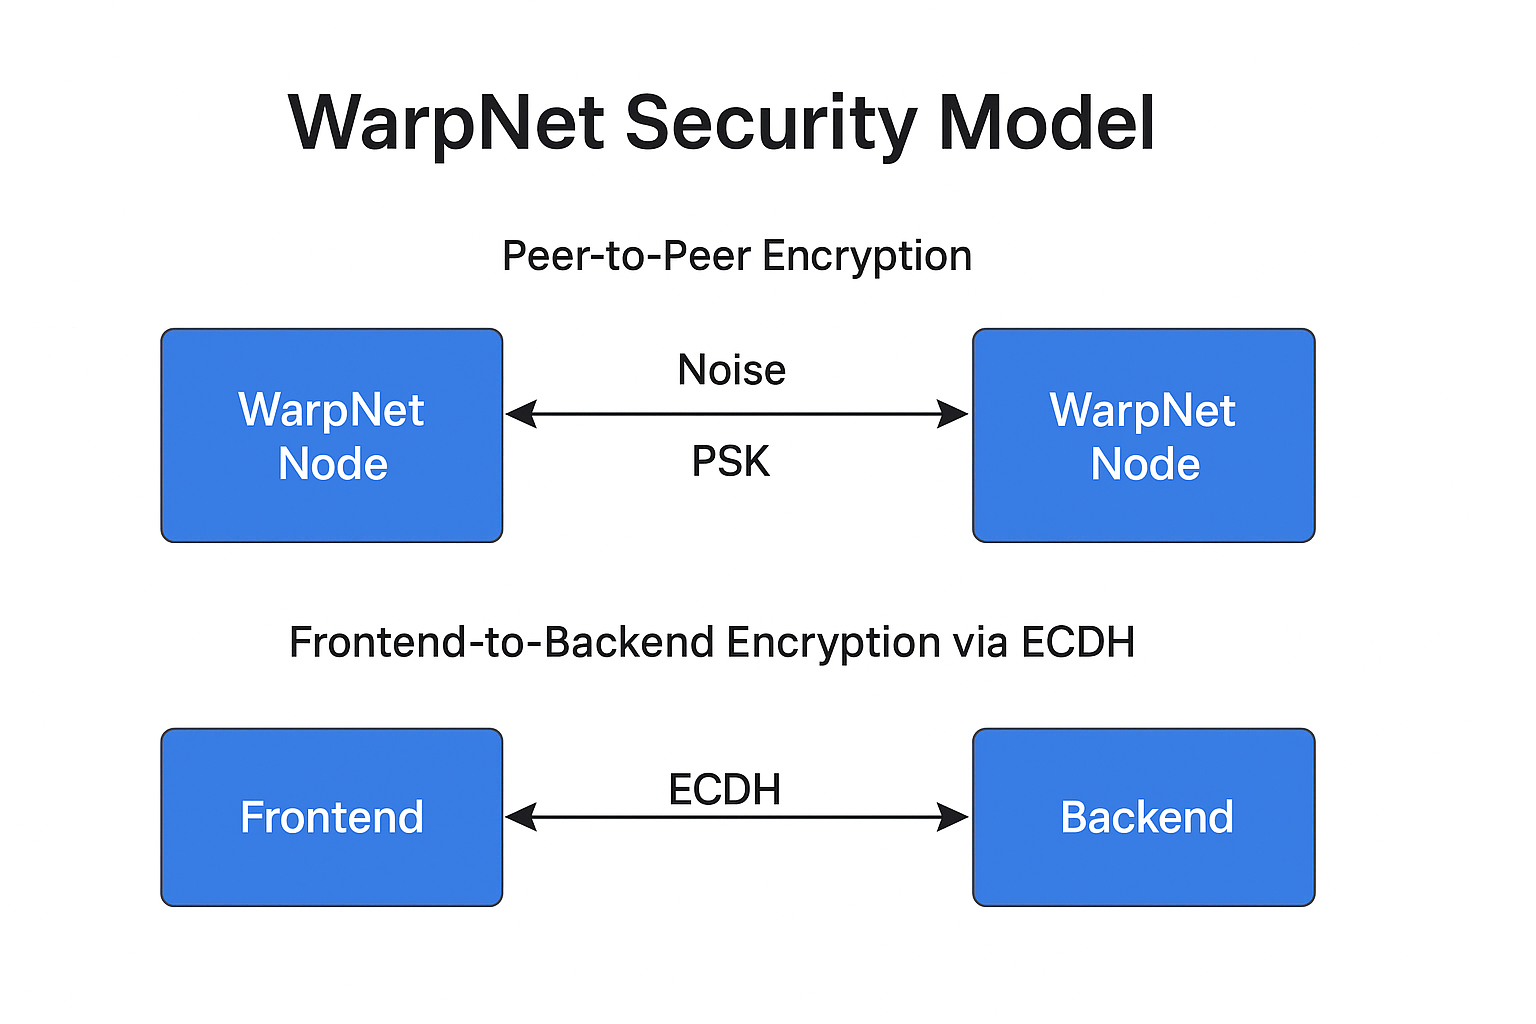 WarpNet Security Model
Peer-to-Peer Encryption
WarpNet
Node
Noise
PSK
WarpNet
Node
Frontend-to-Backend Encryption via ECDH
Frontend
ECDH
Backend